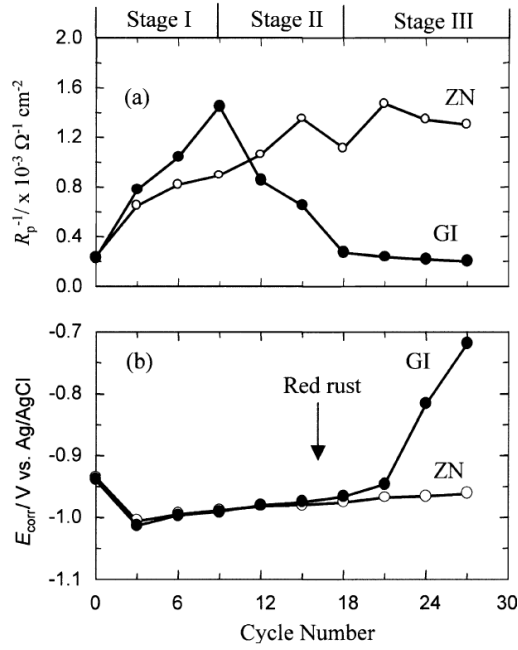 Stage I Stage II Stage III
2.0
(a) ZN
1.6
1.2
0.8
GI
0.4
0.0
R_p^-1/ x 10^-3 Ω^-1 cm^-2
-0.7
(b) GI
-0.8
Red rust
-0.9
ZN
-1.0
-1.1
E_corr/ V vs. Ag/AgCl
0 6 12 18 24 30
Cycle Number